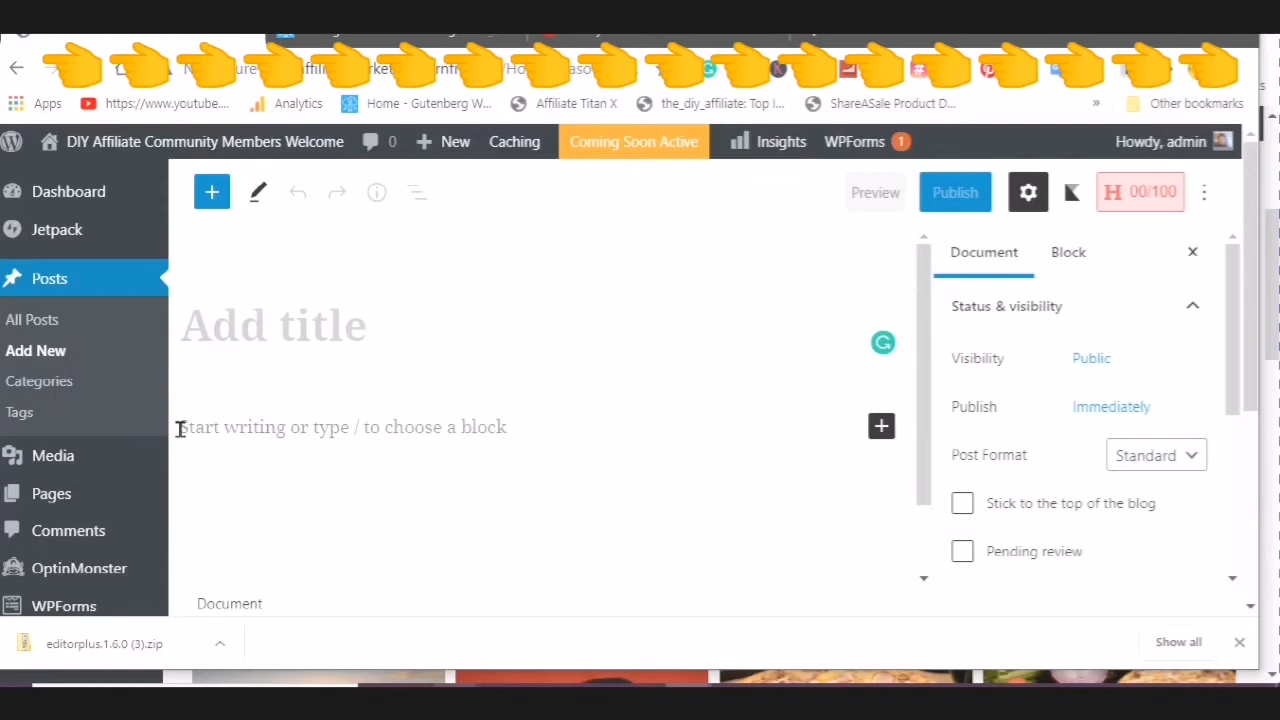 Apps https://www.youtube.... Analytics Home - Gutenberg W... Affiliate Titan X the_diy_affiliate: Top I... ShareASale Product D... » Other bookmarks
DIY Affiliate Community Members Welcome 0 New Caching Coming Soon Active Insights WPForms 1 Howdy, admin
Dashboard
Jetpack
Posts
All Posts
Add New
Categories
Tags
Media
Pages
Comments
OptinMonster
WPForms
Preview Publish H 00/100
Add title
Start writing or type / to choose a block
Document
Document Block
Status & visibility
Visibility Public
Publish Immediately
Post Format Standard
Stick to the top of the blog
Pending review
editorplus.1.6.0 (3).zip Show all